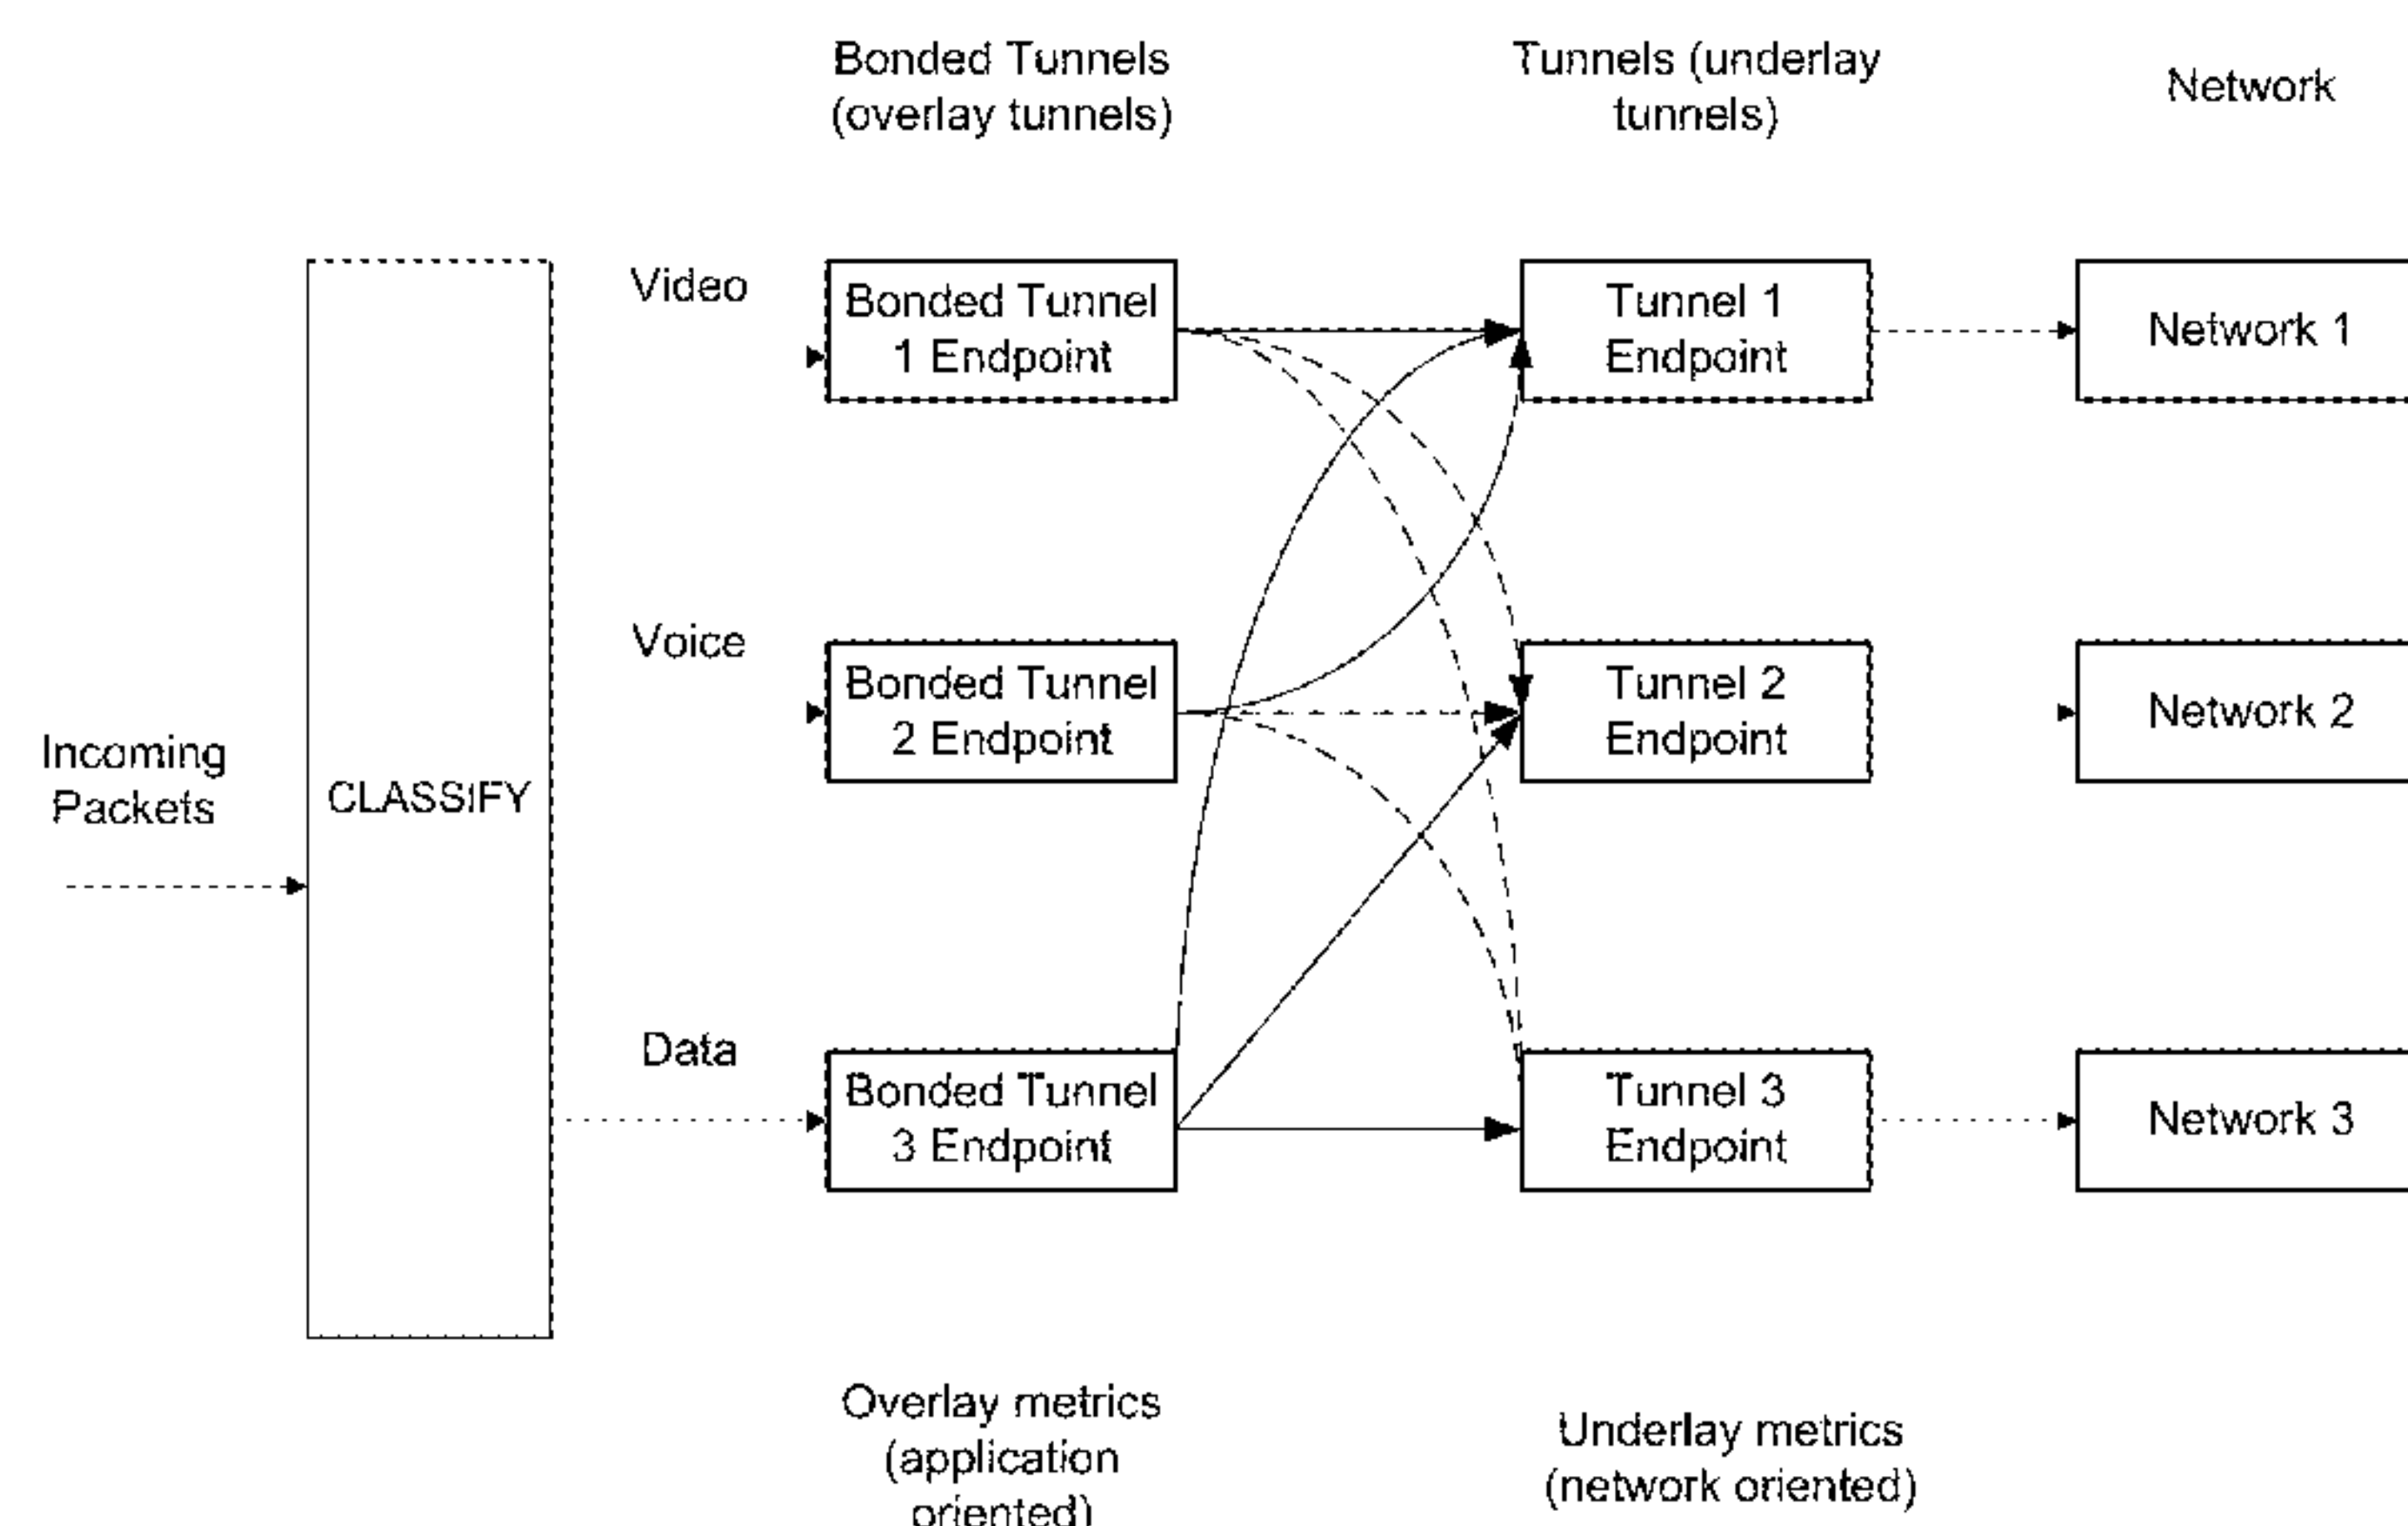 Bonded Tunnels
(overlay tunnels)
Tunnels (underlay
tunnels)
Network
Video
Bonded Tunnel
1 Endpoint
Tunnel 1
Endpoint
Network 1
Voice
Bonded Tunnel
2 Endpoint
Tunnel 2
Endpoint
Network 2
Incoming
Packets
CLASSIFY
Data
Bonded Tunnel
3 Endpoint
Tunnel 3
Endpoint
Network 3
Overlay metrics
(application
oriented)
Underlay metrics
(network oriented)